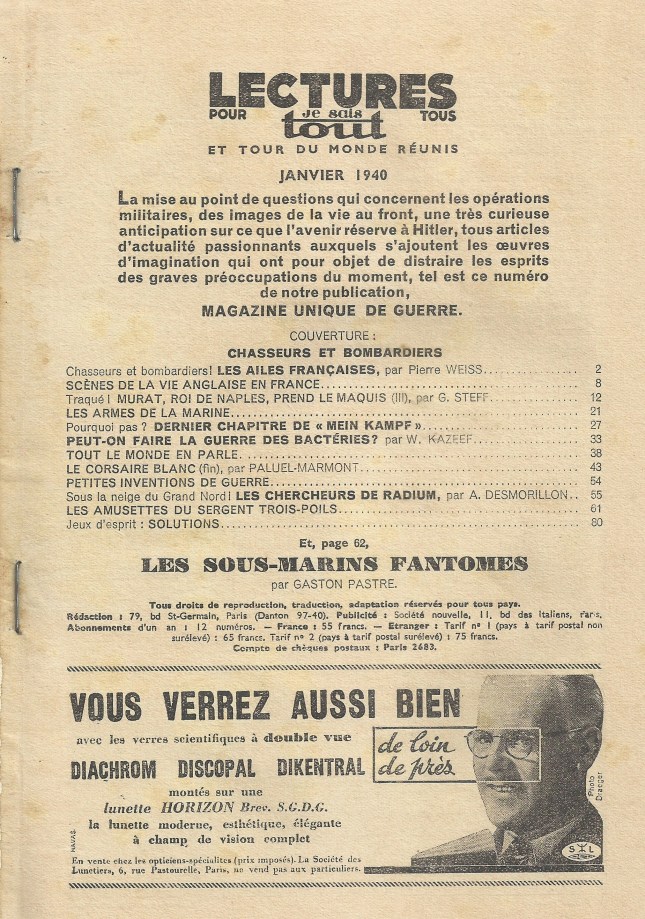 LECTURES
POUR je sais TOUS
tout
ET TOUR DU MONDE RÉUNIS
JANVIER 1940
La mise au point de questions qui concernent les opérations
militaires, des images de la vie au front, une très curieuse
anticipation sur ce que l'avenir réserve à Hitler, tous articles
d'actualité passionnants auxquels s'ajoutent les œuvres
d'imagination qui ont pour objet de distraire les esprits
des graves préoccupations du moment, tel est ce numéro
de notre publication,
MAGAZINE UNIQUE DE GUERRE.
COUVERTURE :
CHASSEURS ET BOMBARDIERS
Chasseurs et bombardiers! LES AILES FRANÇAISES, par Pierre WEISS............... 2
SCÈNES DE LA VIE ANGLAISE EN FRANCE............... 8
Traqué! MURAT, ROI DE NAPLES, PREND LE MAQUIS (III), par G. STEFF............... 12
LES ARMES DE LA MARINE............... 21
Pourquoi pas ? DERNIER CHAPITRE DE « MEIN KAMPF »............... 27
PEUT-ON FAIRE LA GUERRE DES BACTÉRIES? par W. KAZEEF............... 33
TOUT LE MONDE EN PARLE............... 38
LE CORSAIRE BLANC (fin), par PALUEL-MARMONT............... 43
PETITES INVENTIONS DE GUERRE............... 54
Sous la neige du Grand Nord! LES CHERCHEURS DE RADIUM, par A. DESMORILLON.. 55
LES AMUSETTES DU SERGENT TROIS-POILS............... 61
Jeux d'esprit : SOLUTIONS............... 80
Et, page 62,
LES SOUS-MARINS FANTOMES
par GASTON PASTRE.
Tous droits de reproduction, traduction, adaptation réservés pour tous pays.
Rédaction : 79, bd St-Germain, Paris (Danton 97-40). Publicité : Société nouvelle, 11, bd des Italiens, Paris.
Abonnements d'un an : 12 numéros. — France : 55 francs. — Etranger : Tarif nº 1 (pays à tarif postal non
surélevé) : 65 francs. Tarif nº 2 (pays à tarif postal surélevé) : 75 francs.
Compte de chèques postaux : Paris 2683.
VOUS VERREZ AUSSI BIEN
avec les verres scientifiques à double vue
de loin
de près
DIACHROM DISCOPAL DIKENTRAL
montés sur une
lunette HORIZON Brev. S.G.D.G.
la lunette moderne, esthétique, élégante
à champ de vision complet
En vente chez les opticiens-spécialites (prix imposés). La Société des
Lunetiers, 6, rue Pastourelle, Paris, ne vend pas aux particuliers.
HAVAS.
Photo
Draeger
S L